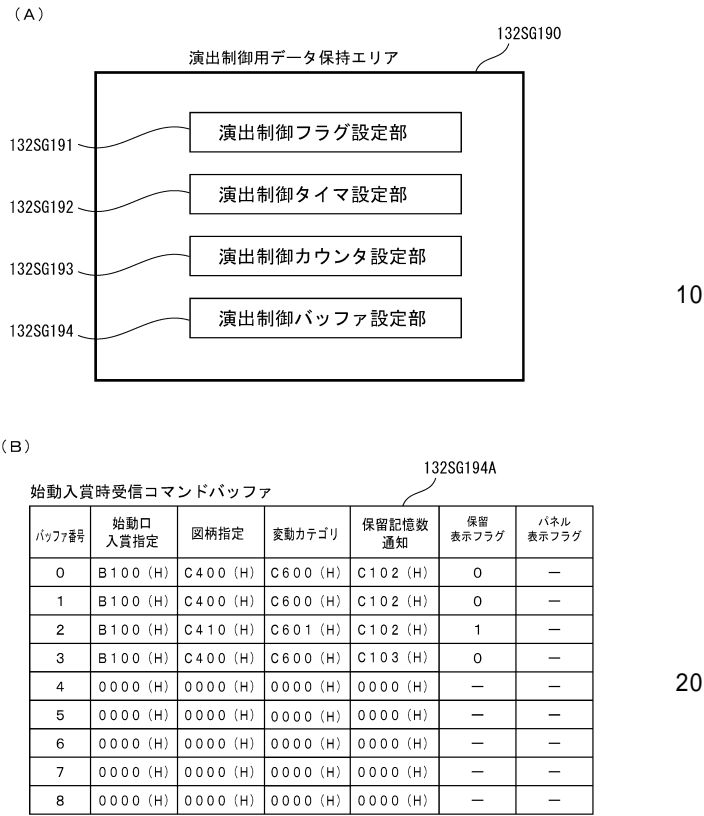 (A)
132SG190
演出制御用データ保持エリア
132SG191
演出制御フラグ設定部
132SG192
演出制御タイマ設定部
132SG193
演出制御カウンタ設定部
132SG194
演出制御バッファ設定部
10
(B)
132SG194A
始動入賞時受信コマンドバッファ
バッファ番号 始動口入賞指定 図柄指定 変動カテゴリ 保留記憶数通知 保留表示フラグ パネル表示フラグ
0 B100(H) C400(H) C600(H) C102(H) 0 —
1 B100(H) C400(H) C600(H) C102(H) 0 —
2 B100(H) C410(H) C601(H) C102(H) 1 —
3 B100(H) C400(H) C600(H) C103(H) 0 —
4 0000(H) 0000(H) 0000(H) 0000(H) — —
5 0000(H) 0000(H) 0000(H) 0000(H) — —
6 0000(H) 0000(H) 0000(H) 0000(H) — —
7 0000(H) 0000(H) 0000(H) 0000(H) — —
8 0000(H) 0000(H) 0000(H) 0000(H) — —
20